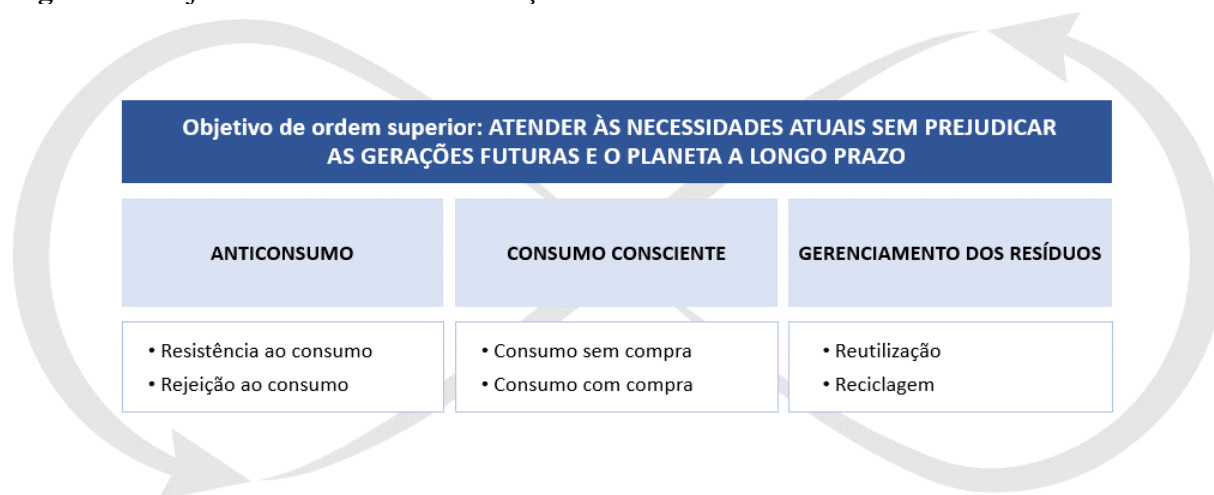 Objetivo de ordem superior: ATENDER ÀS NECESSIDADES ATUAIS SEM PREJUDICAR
AS GERAÇÕES FUTURAS E O PLANETA A LONGO PRAZO
ANTICONSUMO
CONSUMO CONSCIENTE
GERENCIAMENTO DOS RESÍDUOS
• Resistência ao consumo
• Rejeição ao consumo
• Consumo sem compra
• Consumo com compra
• Reutilização
• Reciclagem